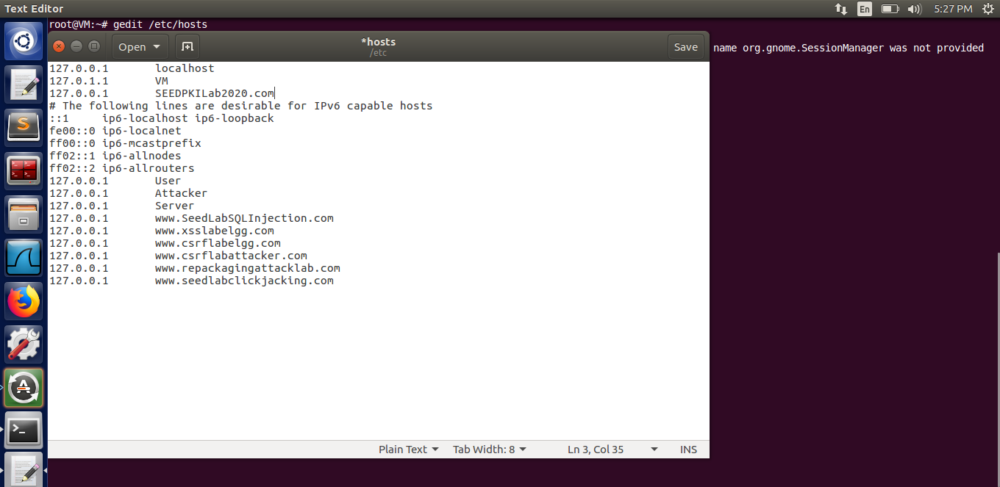 Text Editor
En
5:27 PM
root@VM:~# gedit /etc/hosts
Open
*hosts
/etc
Save
name org.gnome.SessionManager was not provided
127.0.0.1 localhost
127.0.1.1 VM
127.0.0.1 SEEDPKILab2020.com
# The following lines are desirable for IPv6 capable hosts
::1 ip6-localhost ip6-loopback
fe00::0 ip6-localnet
ff00::0 ip6-mcastprefix
ff02::1 ip6-allnodes
ff02::2 ip6-allrouters
127.0.0.1 User
127.0.0.1 Attacker
127.0.0.1 Server
127.0.0.1 www.SeedLabSQLInjection.com
127.0.0.1 www.xsslabelgg.com
127.0.0.1 www.csrflabelgg.com
127.0.0.1 www.csrflabattacker.com
127.0.0.1 www.repackagingattacklab.com
127.0.0.1 www.seedlabclickjacking.com
Plain Text Tab Width: 8 Ln 3, Col 35 INS